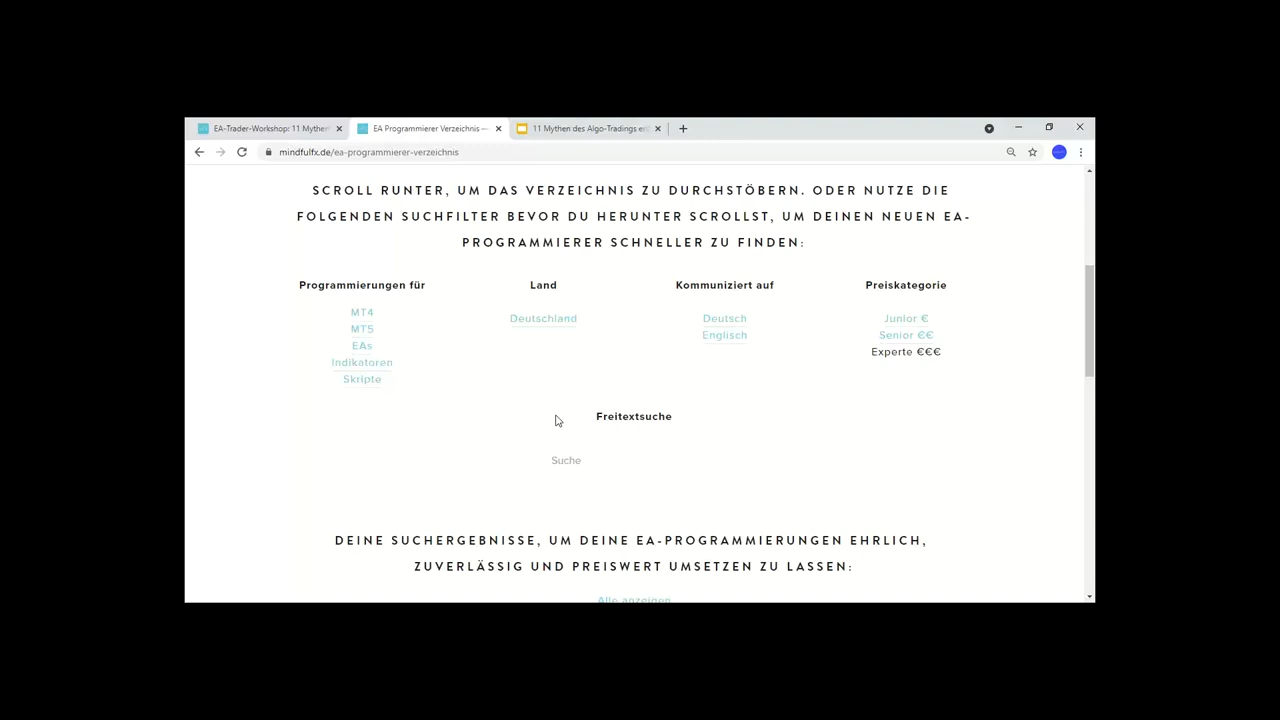 EA-Trader-Workshop: 11 Mythen
EA Programmierer Verzeichnis —
11 Mythen des Algo-Tradings ent
mindfulfx.de/ea-programmierer-verzeichnis
SCROLL RUNTER, UM DAS VERZEICHNIS ZU DURCHSTÖBERN. ODER NUTZE DIE
FOLGENDEN SUCHFILTER BEVOR DU HERUNTER SCROLLST, UM DEINEN NEUEN EA-
PROGRAMMIERER SCHNELLER ZU FINDEN:
Programmierungen für
MT4
MT5
EAs
Indikatoren
Skripte
Land
Deutschland
Kommuniziert auf
Deutsch
Englisch
Preiskategorie
Junior €
Senior €€
Experte €€€
Freitextsuche
Suche
DEINE SUCHERGEBNISSE, UM DEINE EA-PROGRAMMIERUNGEN EHRLICH,
ZUVERLÄSSIG UND PREISWERT UMSETZEN ZU LASSEN:
Alle anzeigen